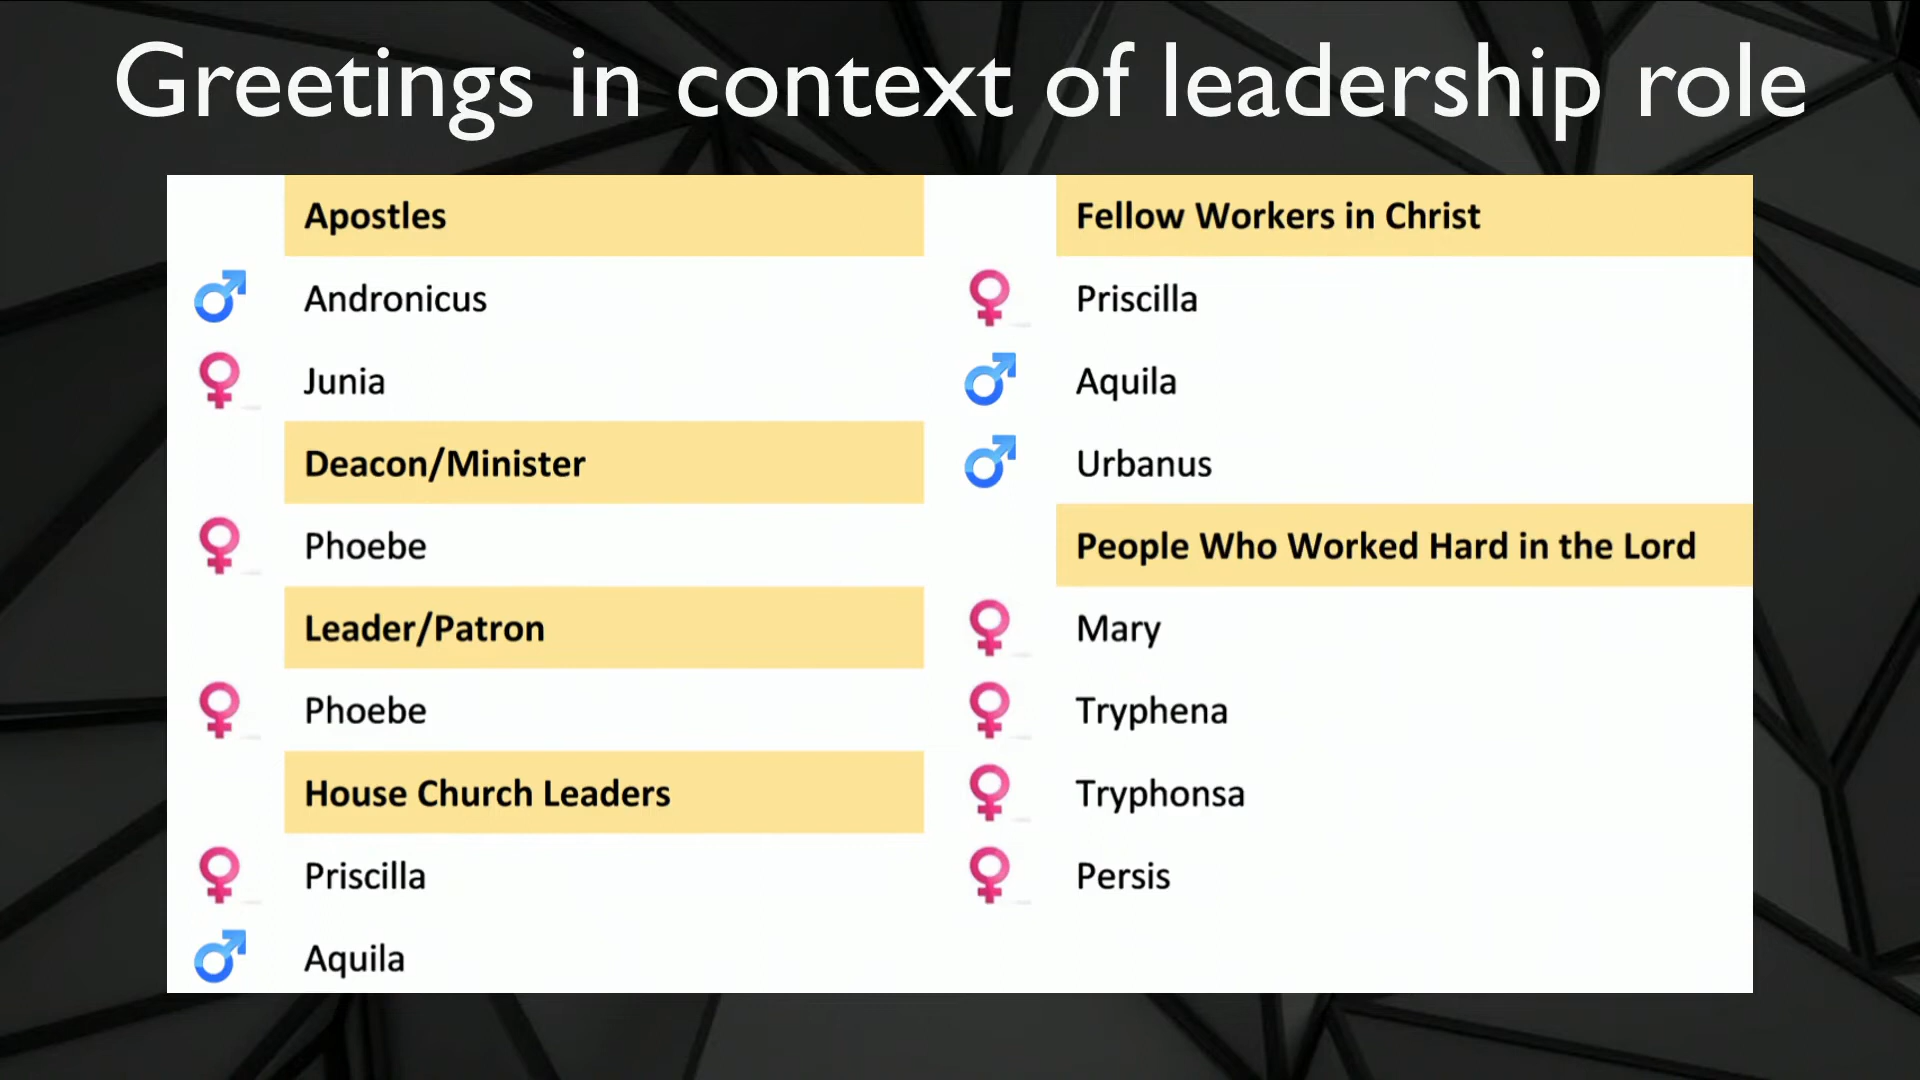 Greetings in context of leadership role
Apostles
Andronicus
Junia
Deacon/Minister
Phoebe
Leader/Patron
Phoebe
House Church Leaders
Priscilla
Aquila
Fellow Workers in Christ
Priscilla
Aquila
Urbanus
People Who Worked Hard in the Lord
Mary
Tryphena
Tryphonsa
Persis